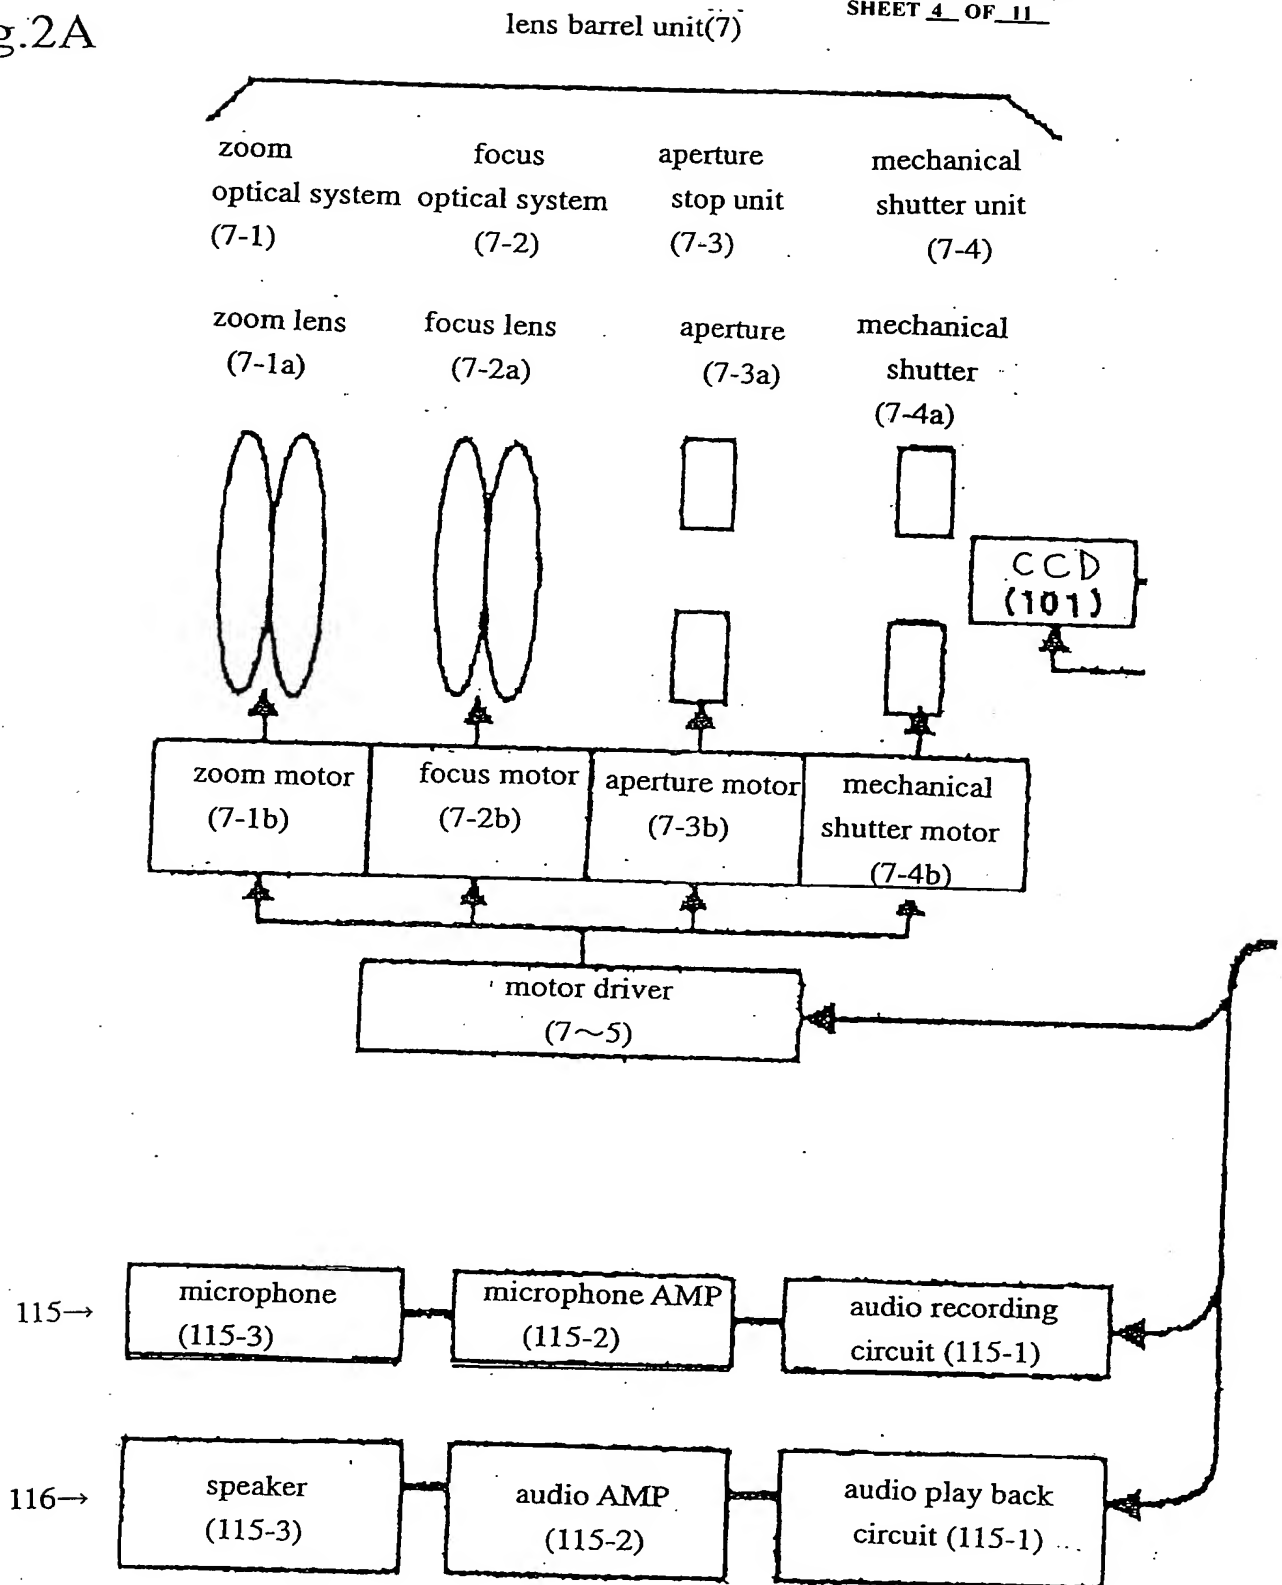 SHEET 4 OF 11
g.2A
lens barrel unit(7)
zoom
optical system
(7-1)
focus
optical system
(7-2)
aperture
stop unit
(7-3)
mechanical
shutter unit
(7-4)
zoom lens
(7-1a)
focus lens
(7-2a)
aperture
(7-3a)
mechanical
shutter
(7-4a)
CCD
(101)
zoom motor
(7-1b)
focus motor
(7-2b)
aperture motor
(7-3b)
mechanical
shutter motor
(7-4b)
motor driver
(7~5)
115→
microphone
(115-3)
microphone AMP
(115-2)
audio recording
circuit (115-1)
116→
speaker
(115-3)
audio AMP
(115-2)
audio play back
circuit (115-1)